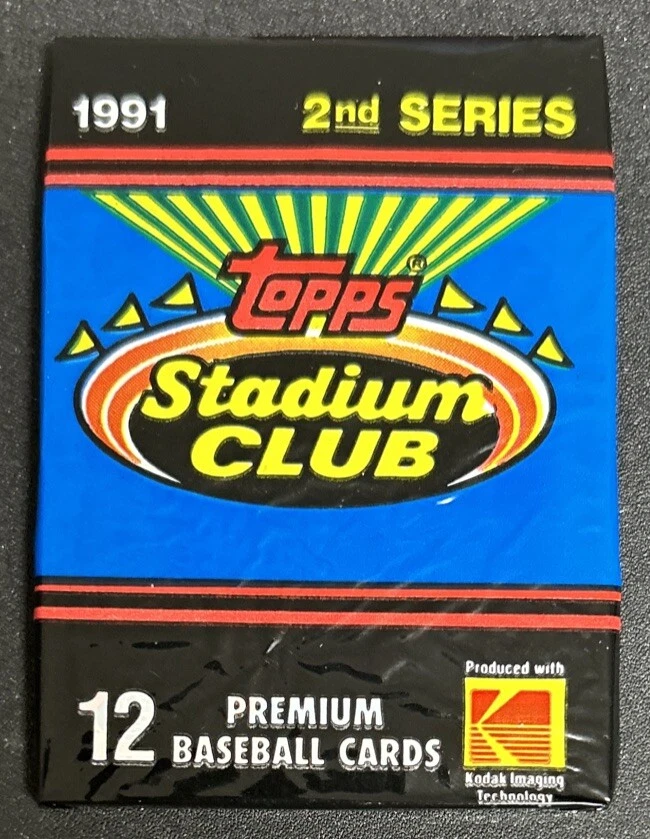 1991 2nd SERIES
Topps®
Stadium
CLUB
12 PREMIUM
BASEBALL CARDS
Produced with
K
Kodak Imaging
Technology